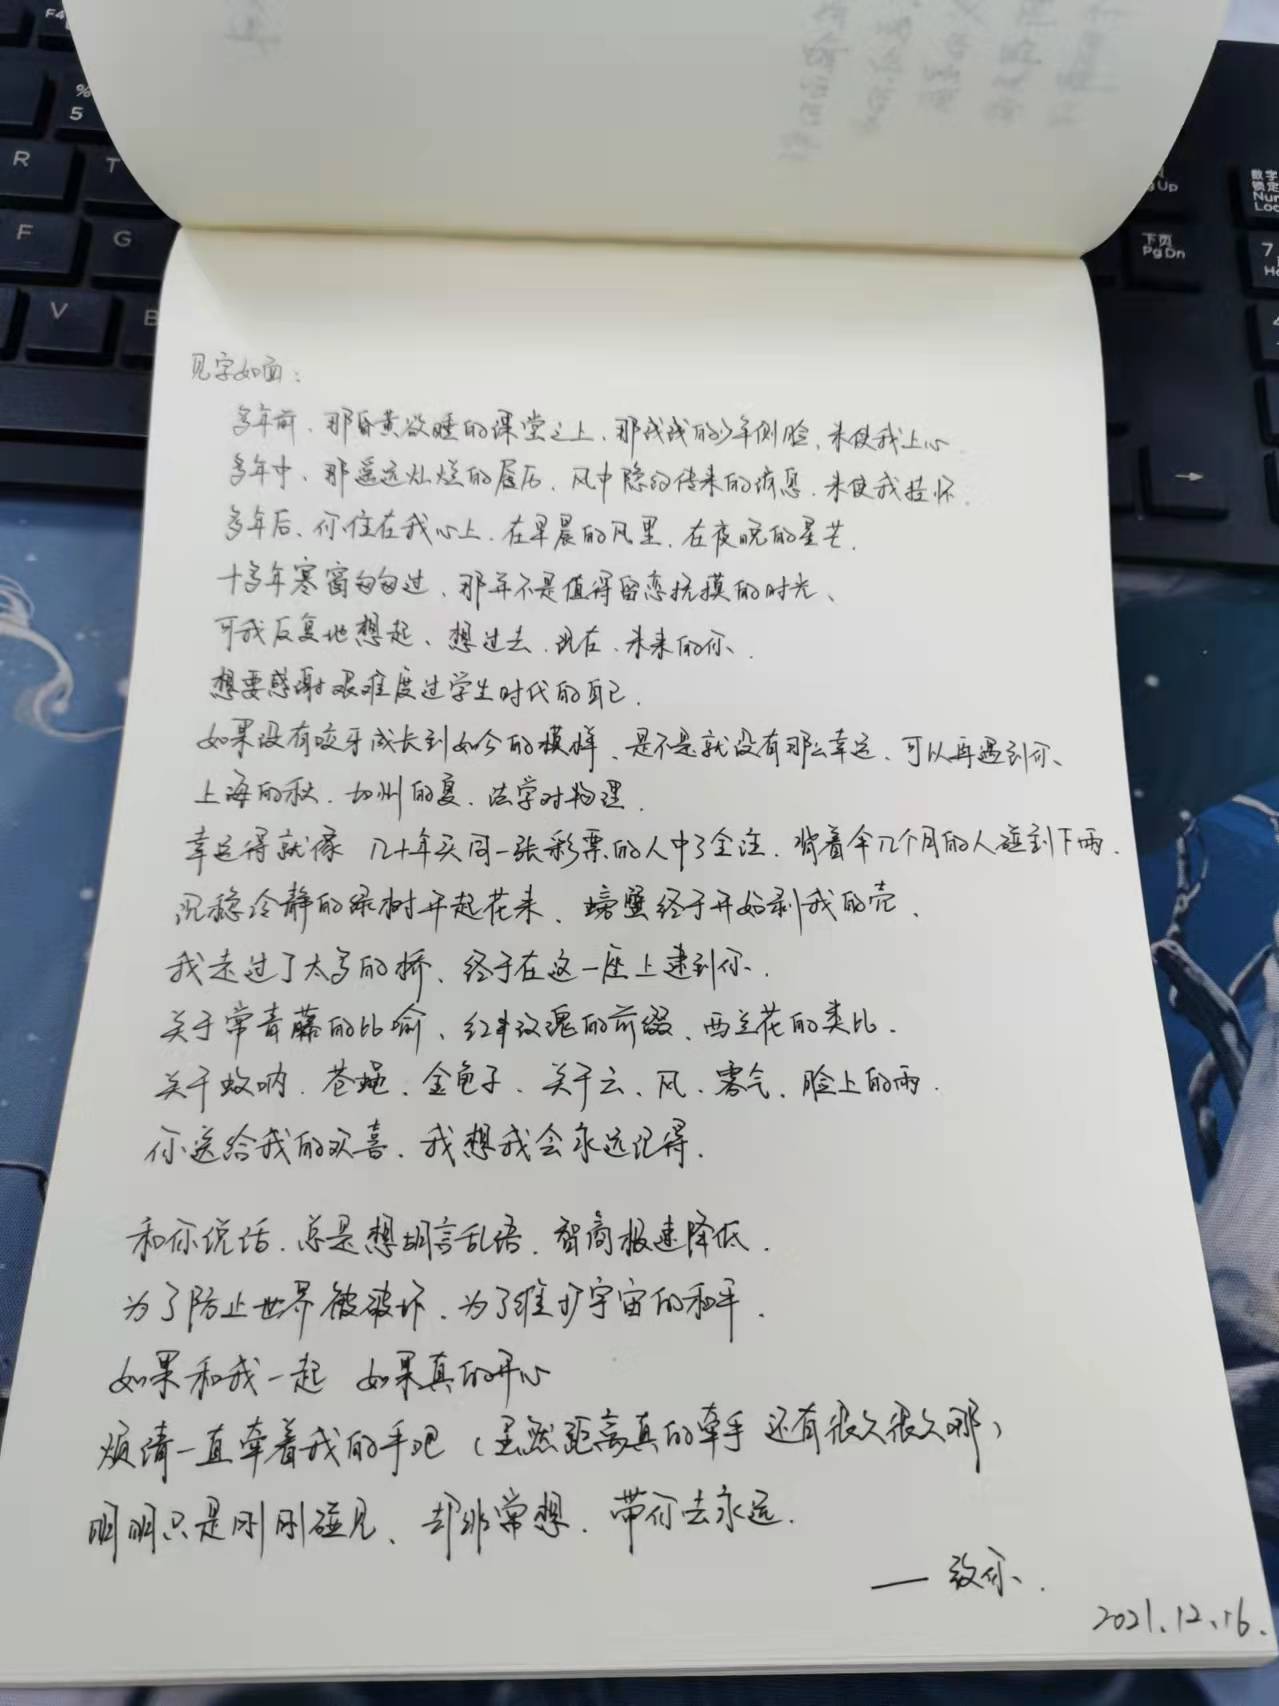 见字如面：
多年前、那昏黄欲睡的课堂之上、那浅浅的少年侧脸、未使我上心
多年中、那遥远灿烂的履历、风中隐约传来的消息、未使我挂怀.
多年后、你住在我心上、在早晨的风里、在夜晚的星芒.
十多年寒窗匆匆过、那并不是值得留恋抚摸的时光、
可我反复地想起、想过去、现在、未来的你、
想要感谢艰难度过学生时代的自己.
如果没有咬牙成长到如今的模样、是不是就没有那么幸运、可以再遇到你、
上海的秋、加州的夏、法学对物理.
幸运得就像 几十年买同一张彩票的人中了全注、背着伞几个月的人碰到下雨.
沉稳冷静的绿树开起花来、螃蟹终于开始剥我的壳、
我走过了太多的桥、终于在这一座上逮到你、.
关于常青藤的比喻、红玫瑰的前缀、西兰花的类比.
关于蚊呐、苍蝇、金龟子、关于云、风、雾气、脸上的雨.
你送给我的欢喜、我想我会永远记得.
和你说话、总是想胡言乱语、智商极速降低.
为了防止世界被破坏、为了维护宇宙的和平.
如果和我一起 如果真的开心
烦请一直牵着我的手吧（虽然距离真的牵手 还有很久很久哪）
明明只是刚刚碰见、却非常想、带你去永远.
—— 致你、.
2021.12.16.
% 5
F4
R
T
F
G
V
B
Pg Up
下页 PgDn
数字锁定 Num Loc
7
→